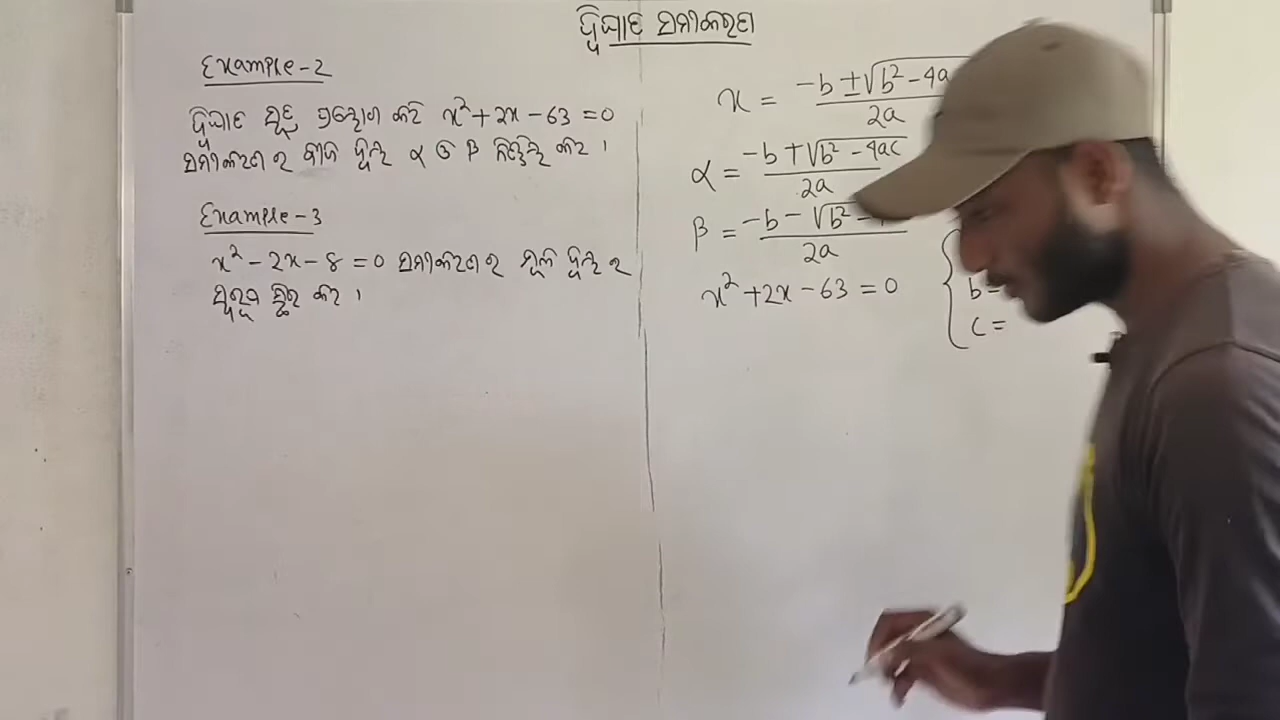 ଦ୍ୱିଘାତ ସମୀକରଣ
Example-2
ଦ୍ୱିଘାତ ସୂତ୍ର ପ୍ରୟୋଗ କରି x² + 2x - 63 = 0
ସମୀକରଣ ର ବୀଜ ଦ୍ୱୟ α ଓ β ନିର୍ଣ୍ଣୟ କର ।
Example-3
x² - 2x - 8 = 0 ସମୀକରଣ ର ମୂଳ ଦ୍ୱୟ ର
ସ୍ୱରୂପ ସ୍ଥିର କର ।
x = -b ± √b² - 4a / 2a
α = -b + √b² - 4ac / 2a
β = -b - √b² - / 2a
x² + 2x - 63 = 0
b =
c =